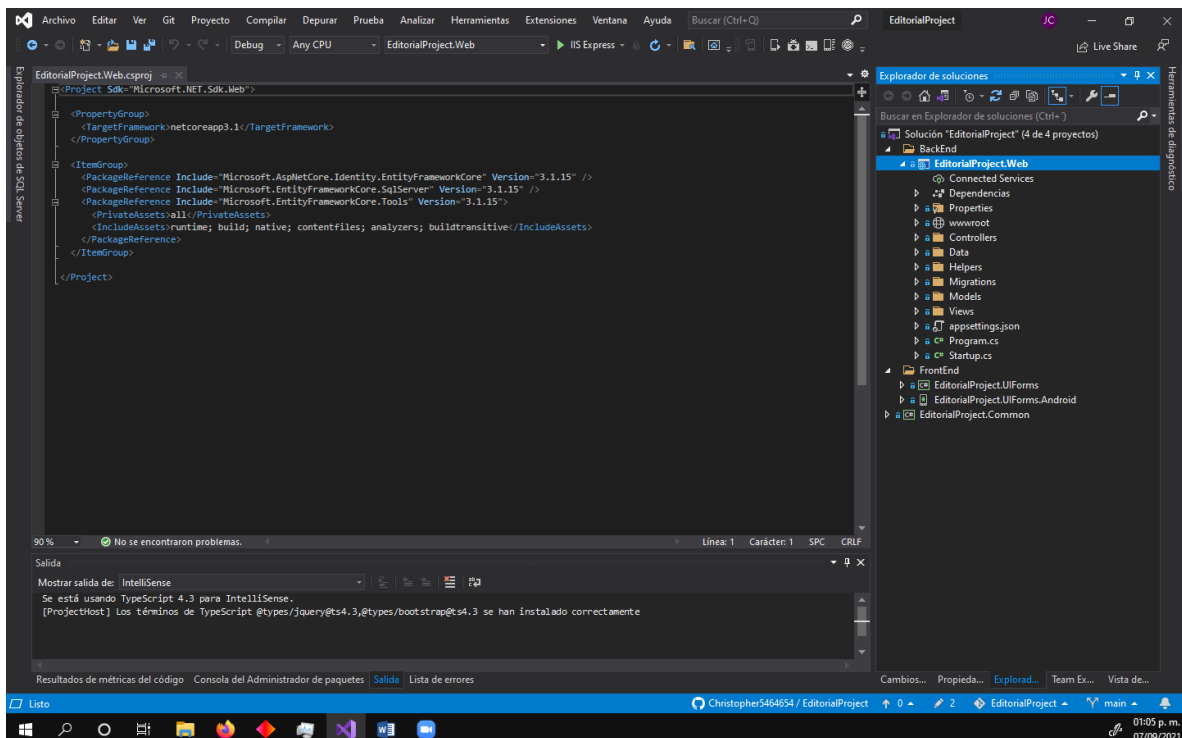 Archivo Editar Ver Git Proyecto Compilar Depurar Prueba Analizar Herramientas Extensiones Ventana Ayuda Buscar (Ctrl+Q) EditorialProject JC
Debug Any CPU EditorialProject.Web IIS Express Live Share
Explorador de objetos de SQL Server
EditorialProject.Web.csproj
<Project Sdk="Microsoft.NET.Sdk.Web">
<PropertyGroup>
<TargetFramework>netcoreapp3.1</TargetFramework>
</PropertyGroup>
<ItemGroup>
<PackageReference Include="Microsoft.AspNetCore.Identity.EntityFrameworkCore" Version="3.1.15" />
<PackageReference Include="Microsoft.EntityFrameworkCore.SqlServer" Version="3.1.15" />
<PackageReference Include="Microsoft.EntityFrameworkCore.Tools" Version="3.1.15">
<PrivateAssets>all</PrivateAssets>
<IncludeAssets>runtime; build; native; contentfiles; analyzers; buildtransitive</IncludeAssets>
</PackageReference>
</ItemGroup>
</Project>
90 % No se encontraron problemas. Línea: 1 Carácter: 1 SPC CRLF
Salida
Mostrar salida de: IntelliSense
Se está usando TypeScript 4.3 para IntelliSense.
[ProjectHost] Los términos de TypeScript @types/jquery@ts4.3,@types/bootstrap@ts4.3 se han instalado correctamente
Resultados de métricas del código Consola del Administrador de paquetes Salida Lista de errores
Explorador de soluciones
Buscar en Explorador de soluciones (Ctrl+´)
Solución "EditorialProject" (4 de 4 proyectos)
BackEnd
EditorialProject.Web
Connected Services
Dependencias
Properties
wwwroot
Controllers
Data
Helpers
Migrations
Models
Views
appsettings.json
C# Program.cs
C# Startup.cs
FrontEnd
C# EditorialProject.UIForms
EditorialProject.UIForms.Android
C# EditorialProject.Common
Cambios... Propieda... Explorad... Team Ex... Vista de...
Herramientas de diagnóstico
Listo Christopher5464654 / EditorialProject 0 2 EditorialProject main
01:05 p. m.
07/09/2021